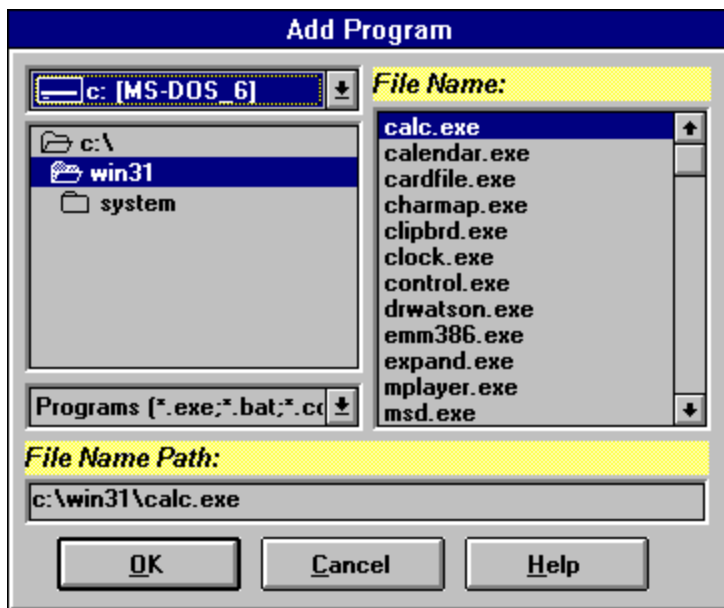 Add Program
c: [MS-DOS_6]
c:\
win31
system
Programs (*.exe;*.bat;*.cc
File Name:
calc.exe
calendar.exe
cardfile.exe
charmap.exe
clipbrd.exe
clock.exe
control.exe
drwatson.exe
emm386.exe
expand.exe
mplayer.exe
msd.exe
File Name Path:
c:\win31\calc.exe
OK
Cancel
Help